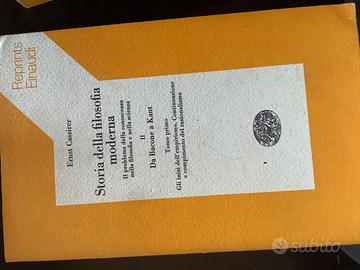 Reprints
Einaudi
Ernst Cassirer
Storia della filosofia
moderna
Il problema della conoscenza
nella filosofia e nella scienza
II
Da Bacone a Kant
Tomo primo
Gli inizi dell'empirismo. Continuazione
e compimento del razionalismo
subito